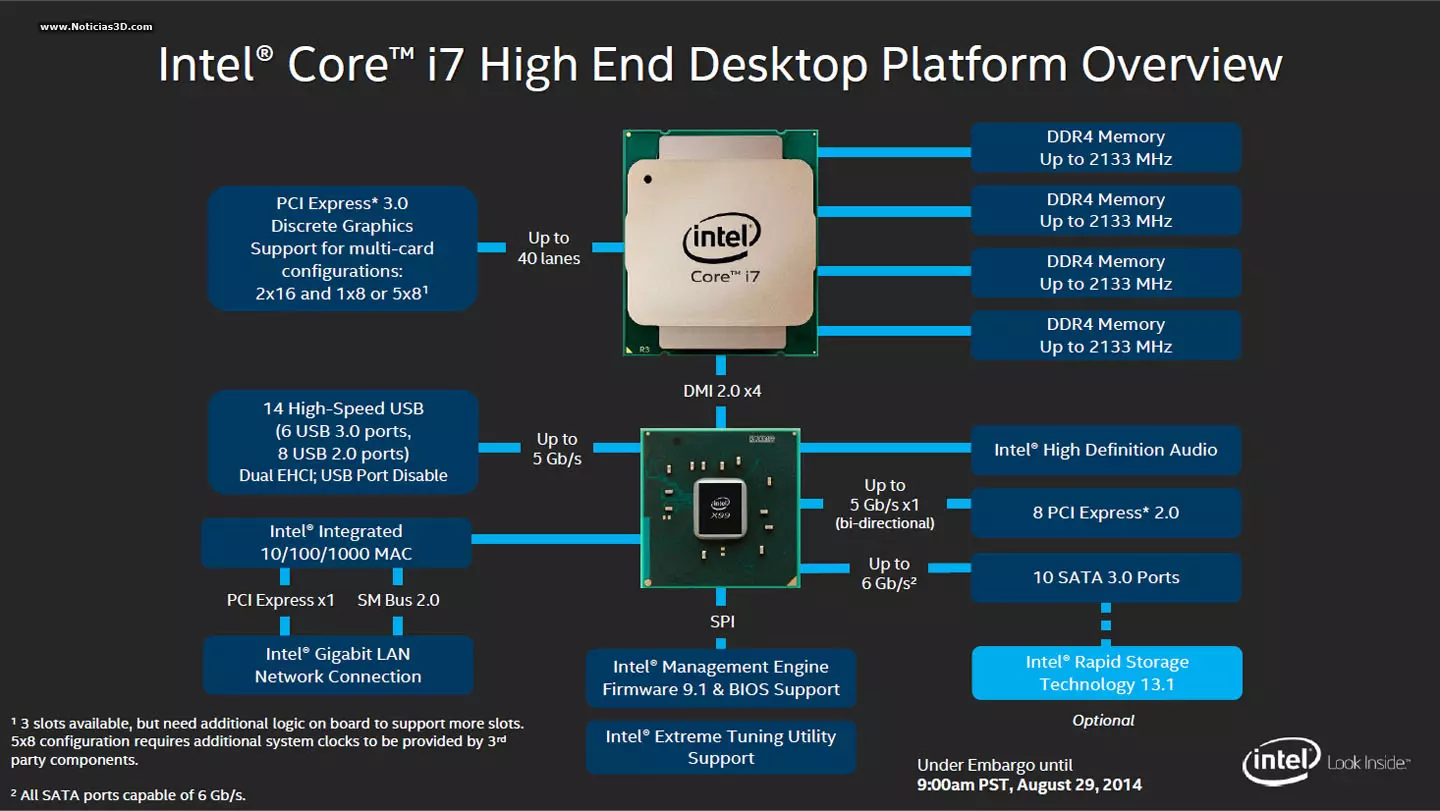 www.Noticias3D.com
Intel® Core™ i7 High End Desktop Platform Overview
PCI Express* 3.0
Discrete Graphics
Support for multi-card
configurations:
2x16 and 1x8 or 5x8¹
Up to
40 lanes
intel®
Core™ i7
R3
DDR4 Memory
Up to 2133 MHz
DDR4 Memory
Up to 2133 MHz
DDR4 Memory
Up to 2133 MHz
DDR4 Memory
Up to 2133 MHz
DMI 2.0 x4
14 High-Speed USB
(6 USB 3.0 ports,
8 USB 2.0 ports)
Dual EHCI; USB Port Disable
Up to
5 Gb/s
intel
X99
Intel® High Definition Audio
Up to
5 Gb/s x1
(bi-directional)
8 PCI Express* 2.0
Intel® Integrated
10/100/1000 MAC
Up to
6 Gb/s²
10 SATA 3.0 Ports
PCI Express x1
SM Bus 2.0
SPI
Intel® Gigabit LAN
Network Connection
Intel® Management Engine
Firmware 9.1 & BIOS Support
Intel® Rapid Storage
Technology 13.1
Optional
Intel® Extreme Tuning Utility
Support
¹ 3 slots available, but need additional logic on board to support more slots.
5x8 configuration requires additional system clocks to be provided by 3rd
party components.
² All SATA ports capable of 6 Gb/s.
Under Embargo until
9:00am PST, August 29, 2014
intel®
Look Inside.™